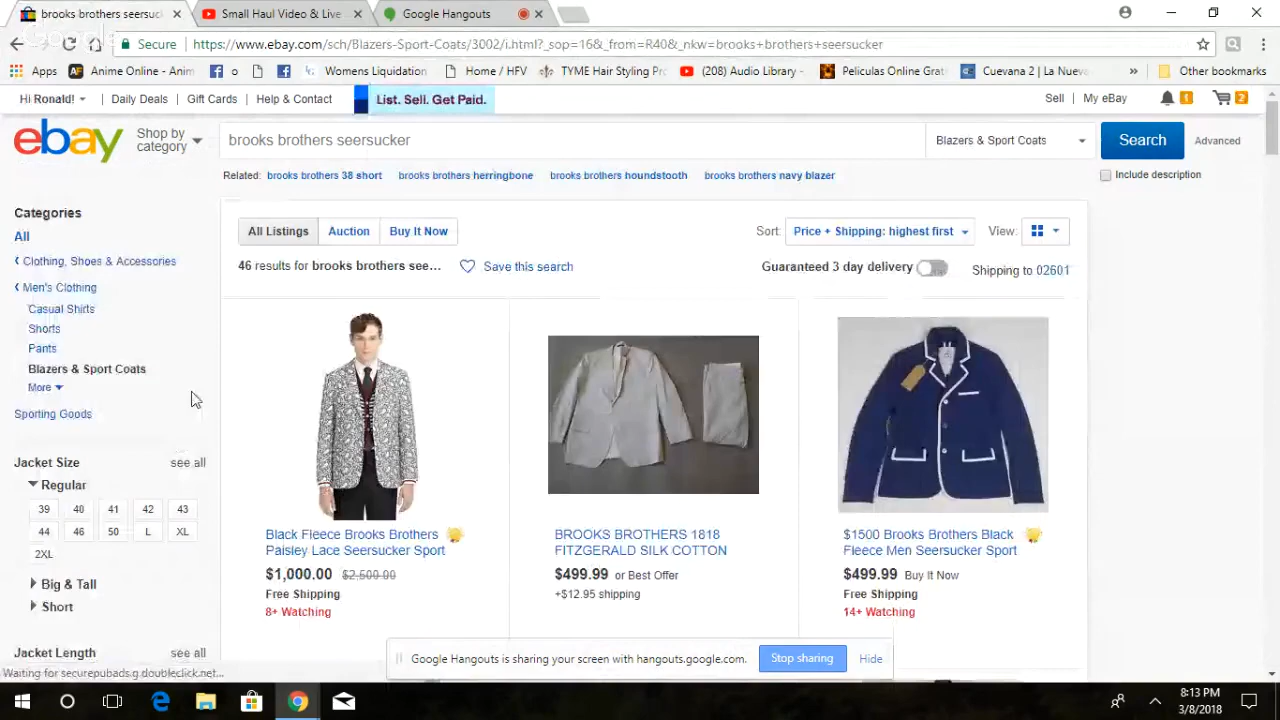 brooks brothers seersuck
Small Haul Video & Live
Google Hangouts
Secure
https://www.ebay.com/sch/Blazers-Sport-Coats/3002/i.html?_sop=16&_from=R40&_nkw=brooks+brothers+seersucker
Apps
Anime Online - Anim
o
Womens Liquidation
Home / HFV
TYME Hair Styling Pro
(208) Audio Library -
Peliculas Online Grat
Cuevana 2 | La Nuev
»
Other bookmarks
Hi Ronald!
Daily Deals
Gift Cards
Help & Contact
List. Sell. Get Paid.
Sell
My eBay
1
2
ebay
Shop by
category
brooks brothers seersucker
Blazers & Sport Coats
Search
Advanced
Related:
brooks brothers 38 short
brooks brothers herringbone
brooks brothers houndstooth
brooks brothers navy blazer
Include description
Categories
All
Clothing, Shoes & Accessories
Men's Clothing
Casual Shirts
Shorts
Pants
Blazers & Sport Coats
More
Sporting Goods
Jacket Size
see all
Regular
39 40 41 42 43
44 46 50 L XL
2XL
Big & Tall
Short
Jacket Length
see all
All Listings
Auction
Buy It Now
Sort:
Price + Shipping: highest first
View:
46 results for brooks brothers see...
Save this search
Guaranteed 3 day delivery
Shipping to 02601
Black Fleece Brooks Brothers
Paisley Lace Seersucker Sport
$1,000.00 $2,500.00
Free Shipping
8+ Watching
BROOKS BROTHERS 1818
FITZGERALD SILK COTTON
$499.99 or Best Offer
+$12.95 shipping
$1500 Brooks Brothers Black
Fleece Men Seersucker Sport
$499.99 Buy It Now
Free Shipping
14+ Watching
Google Hangouts is sharing your screen with hangouts.google.com.
Stop sharing
Hide
Waiting for securepubads.g.doubleclick.net...
8:13 PM
3/8/2018